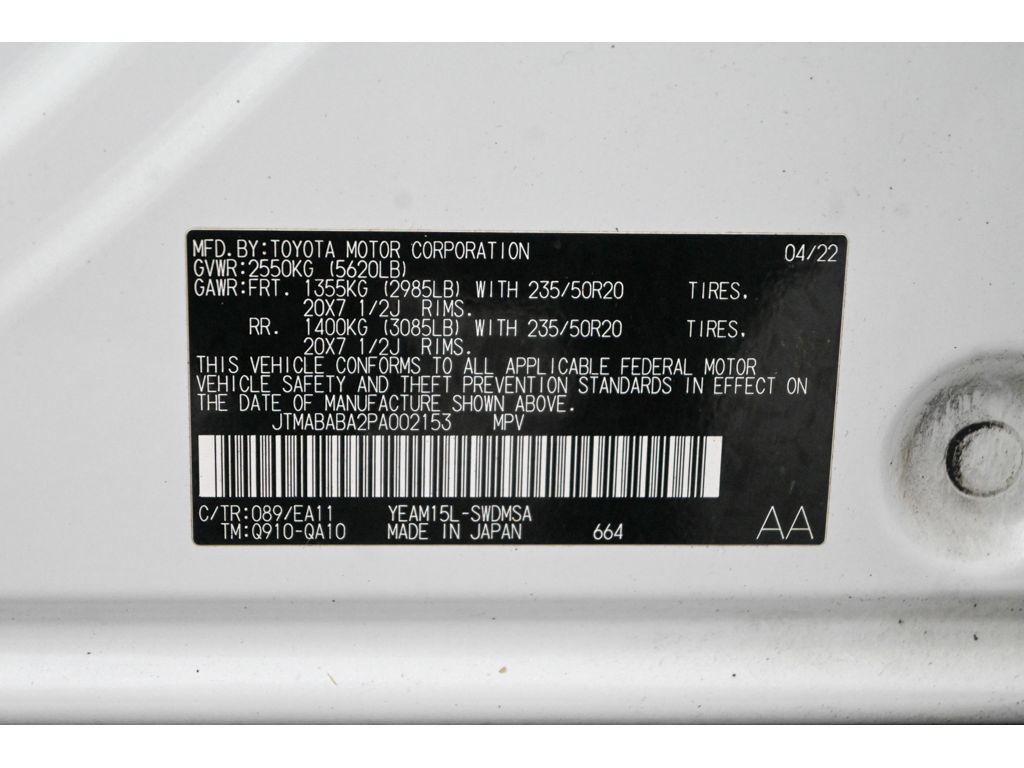 MFD.BY:TOYOTA MOTOR CORPORATION 04/22
GVWR:2550KG (5620LB)
GAWR:FRT. 1355KG (2985LB) WITH 235/50R20 TIRES,
20X7 1/2J RIMS.
RR. 1400KG (3085LB) WITH 235/50R20 TIRES,
20X7 1/2J RIMS.
THIS VEHICLE CONFORMS TO ALL APPLICABLE FEDERAL MOTOR
VEHICLE SAFETY AND THEFT PREVENTION STANDARDS IN EFFECT ON
THE DATE OF MANUFACTURE SHOWN ABOVE.
JTMABABA2PA002153 MPV
C/TR:089/EA11 YEAM15L-SWDMSA
TM:Q910-QA10 MADE IN JAPAN 664 AA